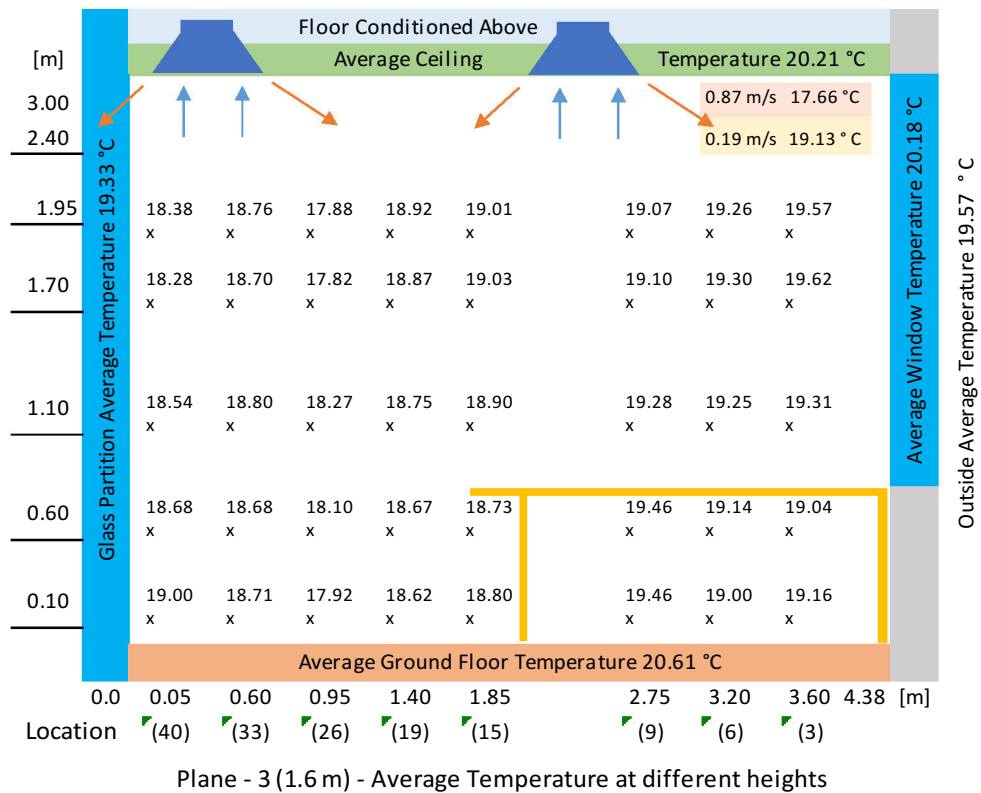 Floor Conditioned Above
[m] Average Ceiling Temperature 20.21 °C
3.00 0.87 m/s 17.66 °C
2.40 0.19 m/s 19.13 ° C
Glass Partition Average Temperature 19.33 °C
Average Window Temperature 20.18 °C
Outside Average Temperature 19.57 ° C
1.95 18.38 18.76 17.88 18.92 19.01 19.07 19.26 19.57
x x x x x x x x
1.70 18.28 18.70 17.82 18.87 19.03 19.10 19.30 19.62
x x x x x x x x
1.10 18.54 18.80 18.27 18.75 18.90 19.28 19.25 19.31
x x x x x x x x
0.60 18.68 18.68 18.10 18.67 18.73 19.46 19.14 19.04
x x x x x x x x
0.10 19.00 18.71 17.92 18.62 18.80 19.46 19.00 19.16
x x x x x x x x
Average Ground Floor Temperature 20.61 °C
0.0 0.05 0.60 0.95 1.40 1.85 2.75 3.20 3.60 4.38 [m]
Location (40) (33) (26) (19) (15) (9) (6) (3)
Plane - 3 (1.6 m) - Average Temperature at different heights